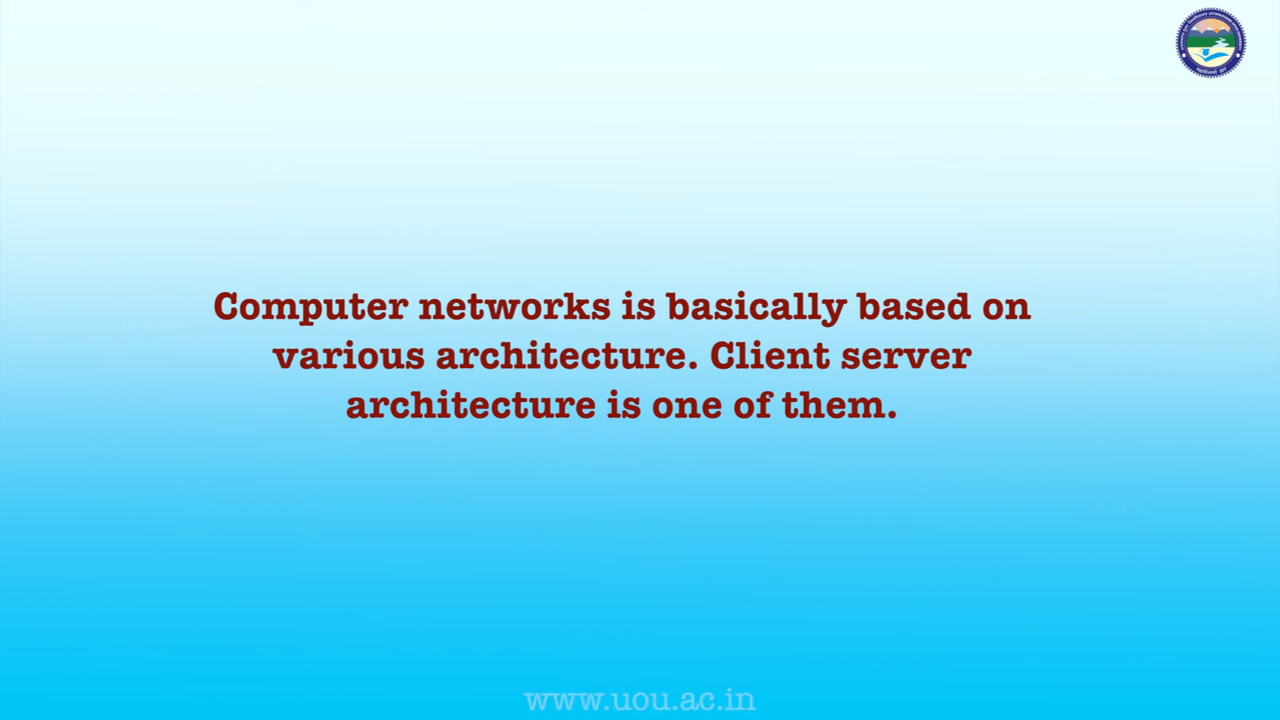 Computer networks is basically based on
various architecture. Client server
architecture is one of them.
www.uou.ac.in